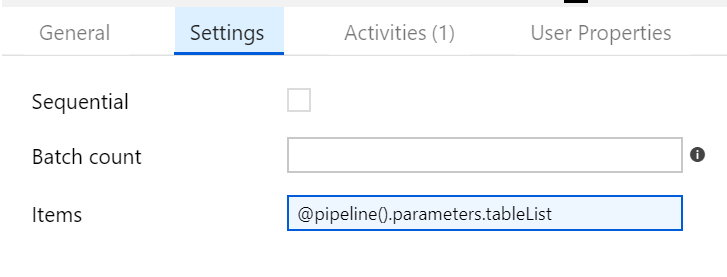 General Settings Activities (1) User Properties
Sequential
Batch count
Items @pipeline().parameters.tableList